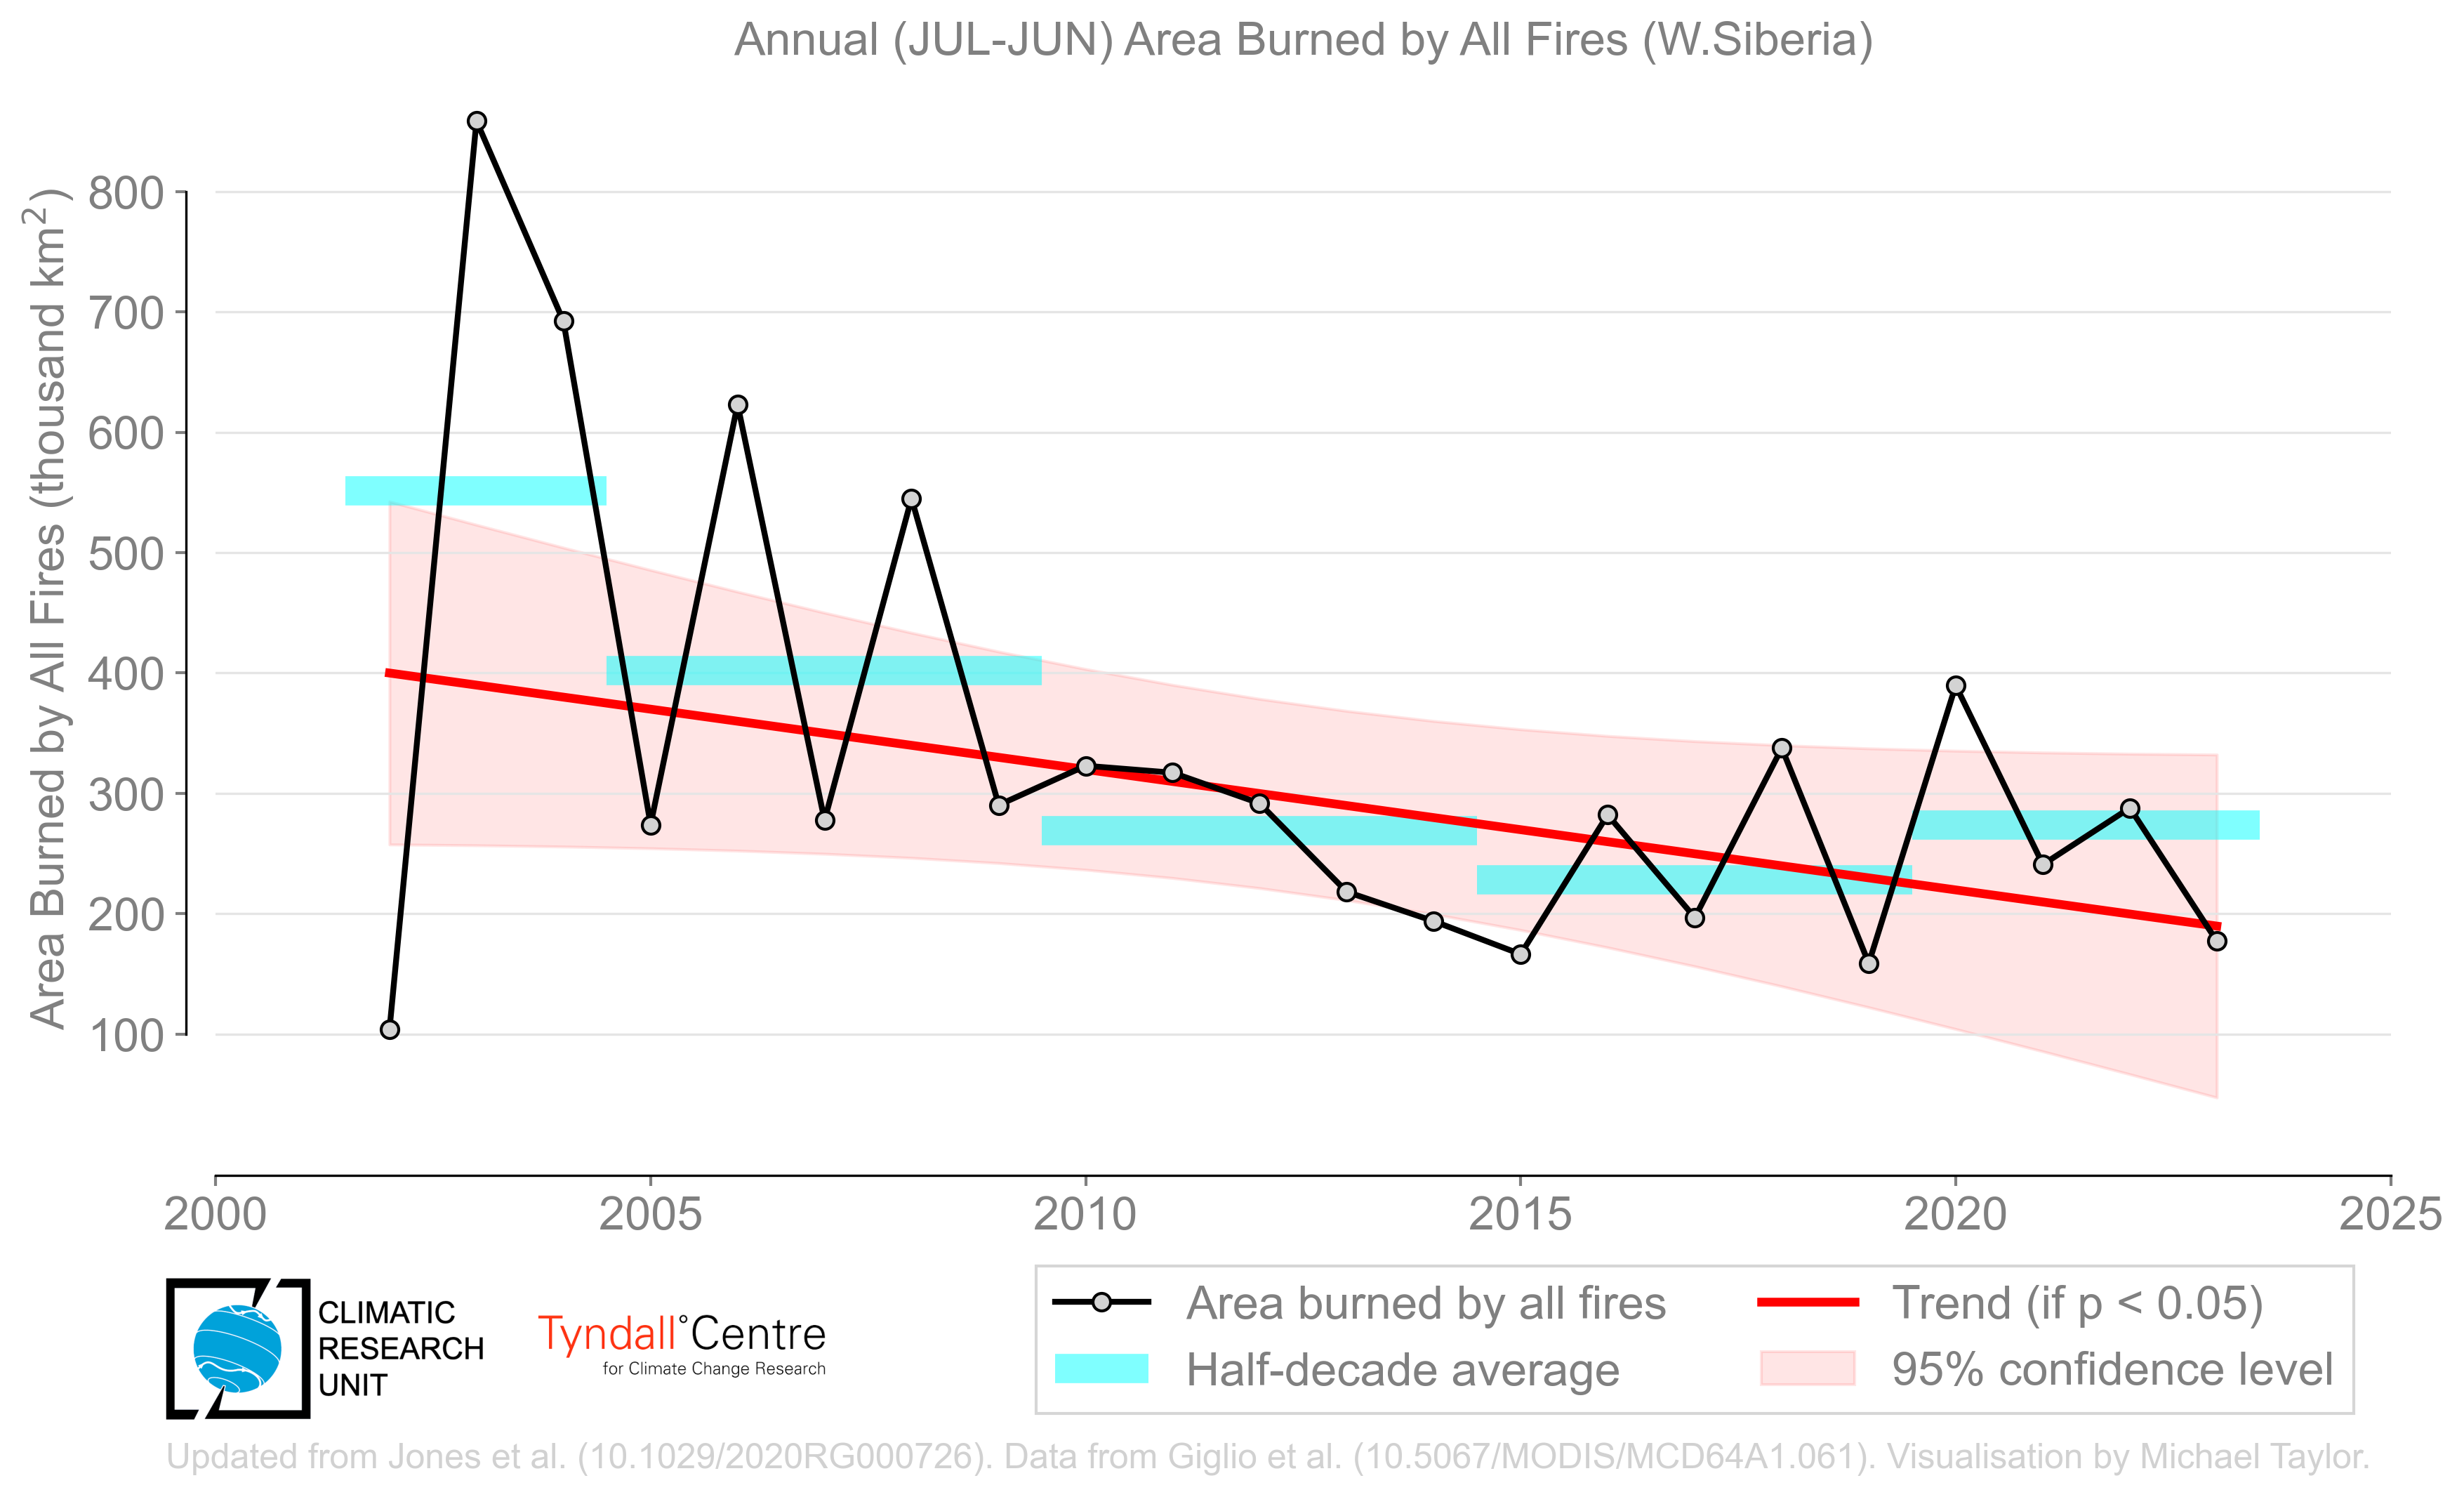 Annual (JUL-JUN) Area Burned by All Fires (W.Siberia)
Area Burned by All Fires (thousand km²)
800
700
600
500
400
300
200
100
2000
2005
2010
2015
2020
2025
CLIMATIC
RESEARCH
UNIT
Tyndall°Centre
for Climate Change Research
Area burned by all fires
Half-decade average
Trend (if p < 0.05)
95% confidence level
Updated from Jones et al. (10.1029/2020RG000726). Data from Giglio et al. (10.5067/MODIS/MCD64A1.061). Visualisation by Michael Taylor.